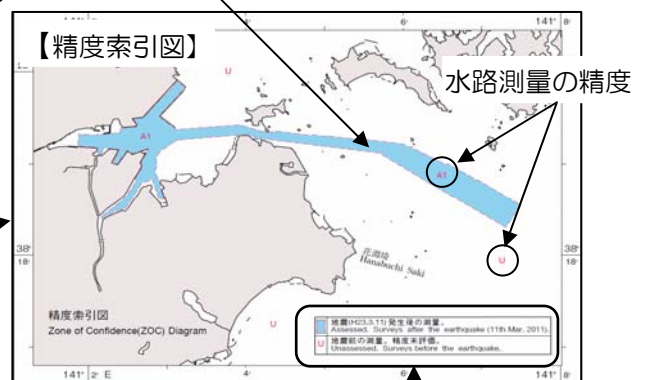 141° 8'
【精度索引図】
水路測量の精度
U
A1
A1
38°
18'
花淵埼
Hanabuchi Saki
U
38°
18'
精度索引図
Zone of Confidence(ZOC) Diagram
U
地震(H23.3.11)発生後の測量。
Assessed. Surveys after the earthquake (11th Mar. 2011).
U 地震前の測量。精度未評価。
Unassessed. Surveys before the earthquake.
141° 2' E 4' 6' 141° 8'